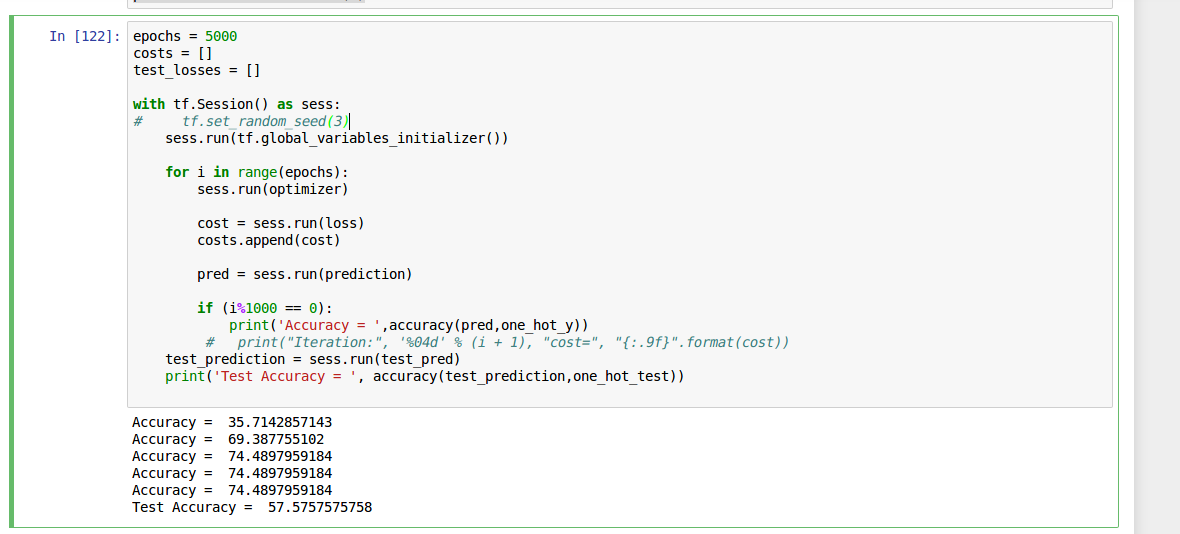 In [122]: epochs = 5000
costs = []
test_losses = []
with tf.Session() as sess:
#     tf.set_random_seed(3)
    sess.run(tf.global_variables_initializer())
    for i in range(epochs):
        sess.run(optimizer)
        cost = sess.run(loss)
        costs.append(cost)
        pred = sess.run(prediction)
        if (i%1000 == 0):
            print('Accuracy = ',accuracy(pred,one_hot_y))
         #   print("Iteration:", '%04d' % (i + 1), "cost=", "{:.9f}".format(cost))
    test_prediction = sess.run(test_pred)
    print('Test Accuracy = ', accuracy(test_prediction,one_hot_test))
Accuracy =  35.7142857143
Accuracy =  69.387755102
Accuracy =  74.4897959184
Accuracy =  74.4897959184
Accuracy =  74.4897959184
Test Accuracy =  57.5757575758